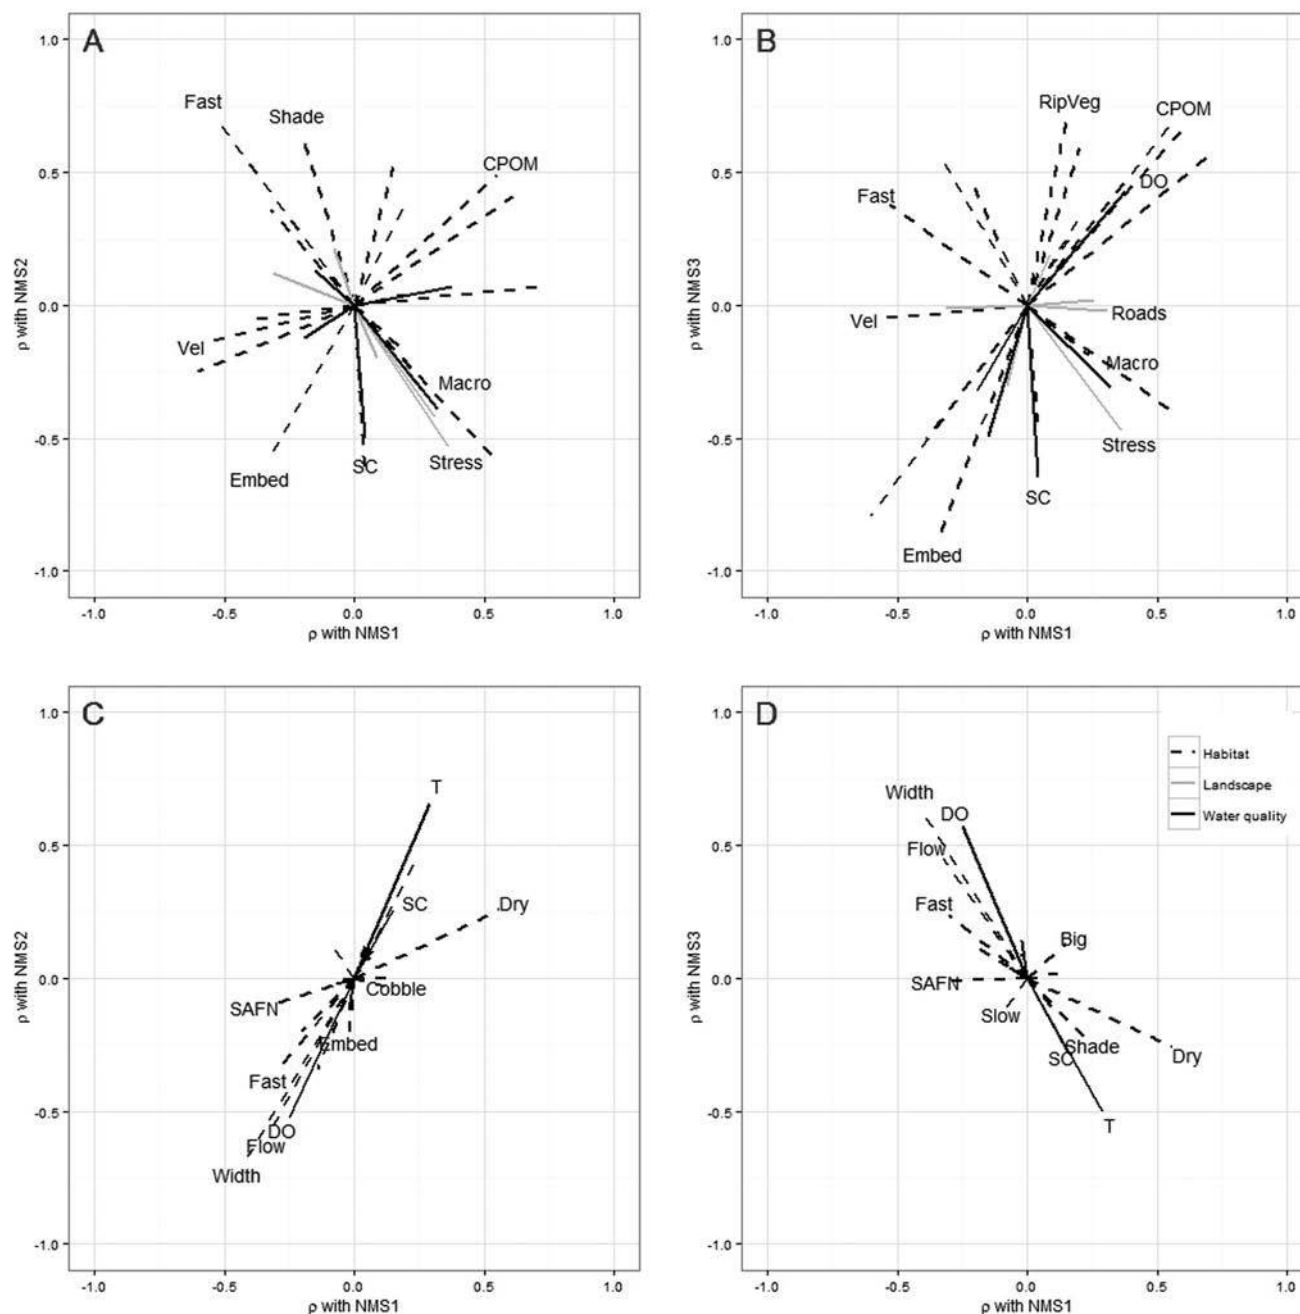 A
1.0
0.5
0.0
-0.5
-1.0
ρ with NMS2
Fast
Shade
CPOM
Vel
Macro
Embed
SC
Stress
-1.0 -0.5 0.0 0.5 1.0
ρ with NMS1
B
1.0
0.5
0.0
-0.5
-1.0
ρ with NMS3
RipVeg
CPOM
DO
Fast
Vel
Roads
Macro
Stress
SC
Embed
-1.0 -0.5 0.0 0.5 1.0
ρ with NMS1
C
1.0
0.5
0.0
-0.5
-1.0
ρ with NMS2
T
SC
Dry
Cobble
SAFN
Embed
Fast
DO
Flow
Width
-1.0 -0.5 0.0 0.5 1.0
ρ with NMS1
D
1.0
0.5
0.0
-0.5
-1.0
ρ with NMS3
Habitat
Landscape
Water quality
Width
DO
Flow
Fast
Big
SAFN
Slow
Shade
SC
Dry
T
-1.0 -0.5 0.0 0.5 1.0
ρ with NMS1